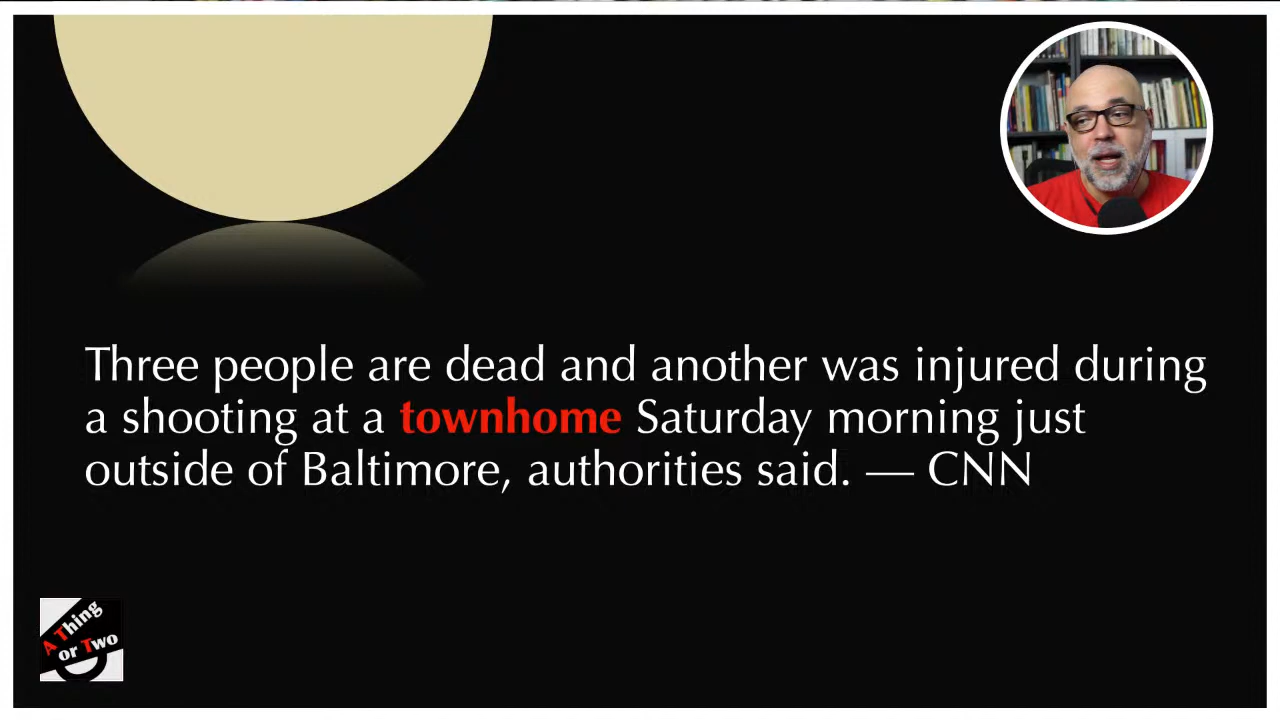 Three people are dead and another was injured during
a shooting at a townhome Saturday morning just
outside of Baltimore, authorities said. — CNN
A Thing
or Two